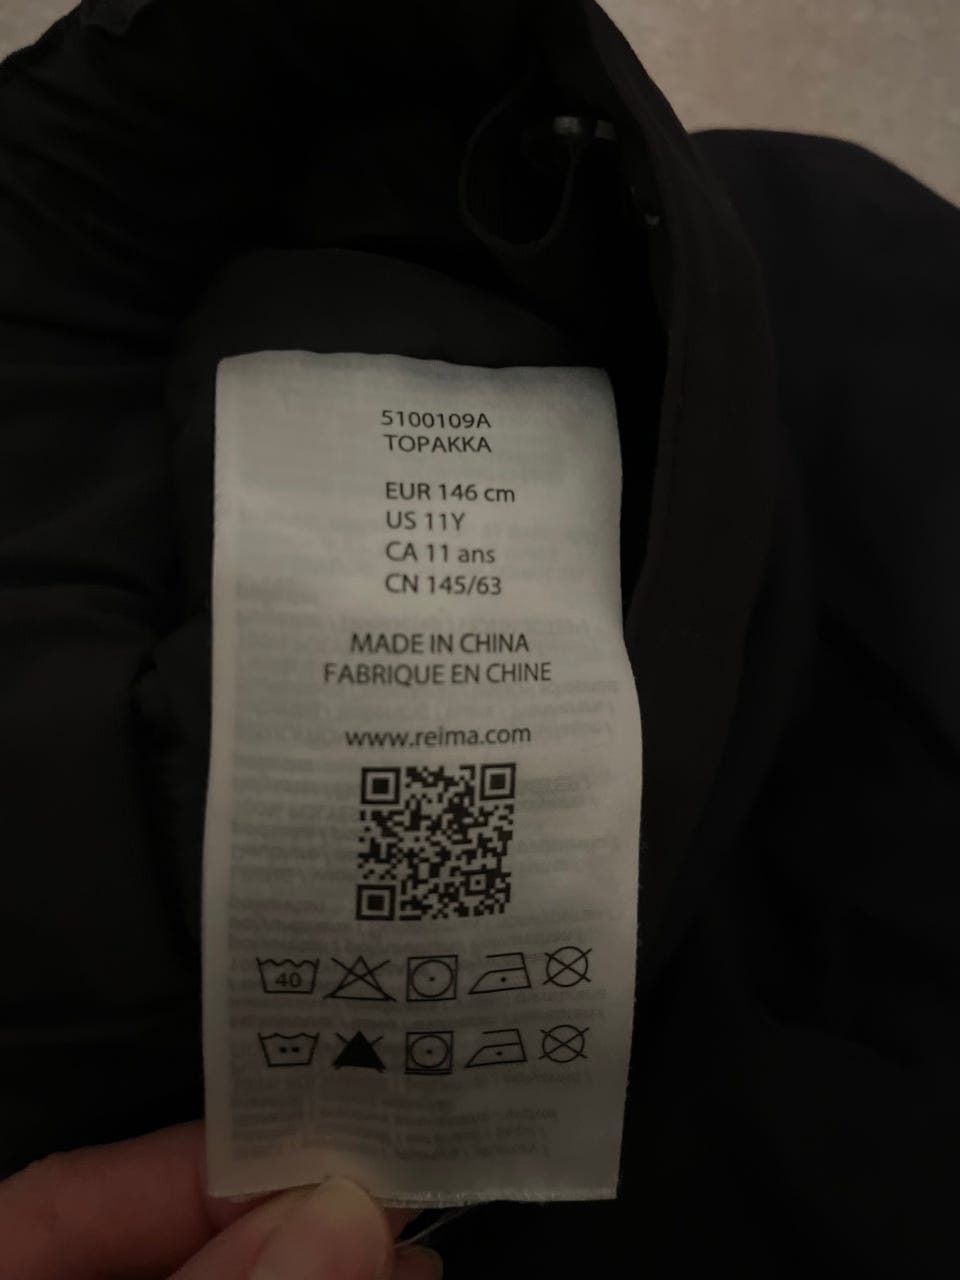 5100109A
TOPAKKA
EUR 146 cm
US 11Y
CA 11 ans
CN 145/63
MADE IN CHINA
FABRIQUE EN CHINE
www.reima.com
40